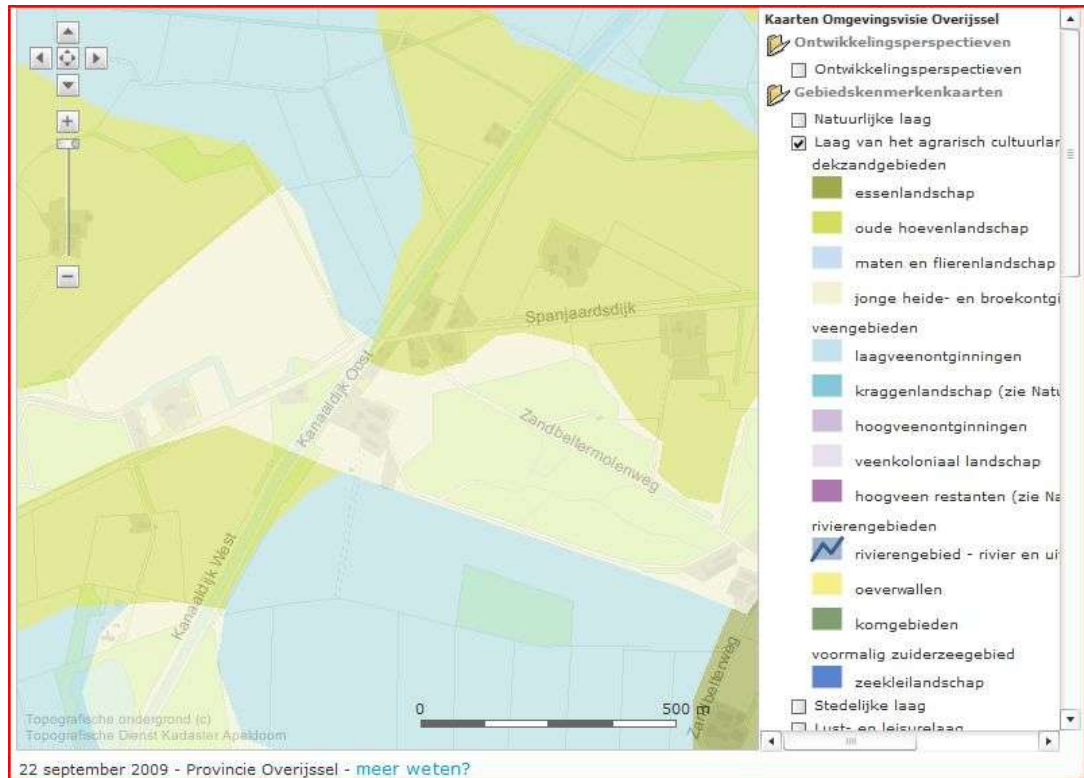 Spanjaardsdijk
Kanaaldijk Oost
Zandbeltermolenweg
Kanaaldijk West
Zandbelterweg
0 500 m
Topografische ondergrond (c)
Topografische Dienst Kadaster Apeldoorn
Kaarten Omgevingsvisie Overijssel
Ontwikkelingsperspectieven
Ontwikkelingsperspectieven
Gebiedskenmerkenkaarten
Natuurlijke laag
Laag van het agrarisch cultuurlar
dekzandgebieden
essenlandschap
oude hoevenlandschap
maten en flierenlandschap
jonge heide- en broekontgi
veengebieden
laagveenontginningen
kraggenlandschap (zie Natu
hoogveenontginningen
veenkoloniaal landschap
hoogveen restanten (zie Na
rivierengebieden
rivierengebied - rivier en ui
oeverwallen
komgebieden
voormalig zuiderzeegebied
zeekleilandschap
Stedelijke laag
Lust- en leisurelaag
22 september 2009 - Provincie Overijssel - meer weten?